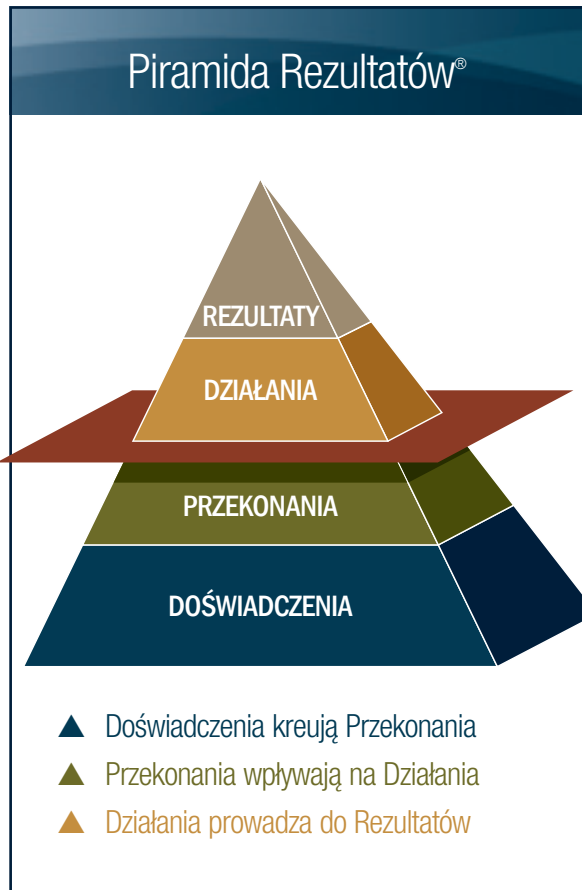 Piramida Rezultatów®
REZULTATY
DZIAŁANIA
PRZEKONANIA
DOŚWIADCZENIA
Doświadczenia kreują Przekonania
Przekonania wpływają na Działania
Działania prowadza do Rezultatów